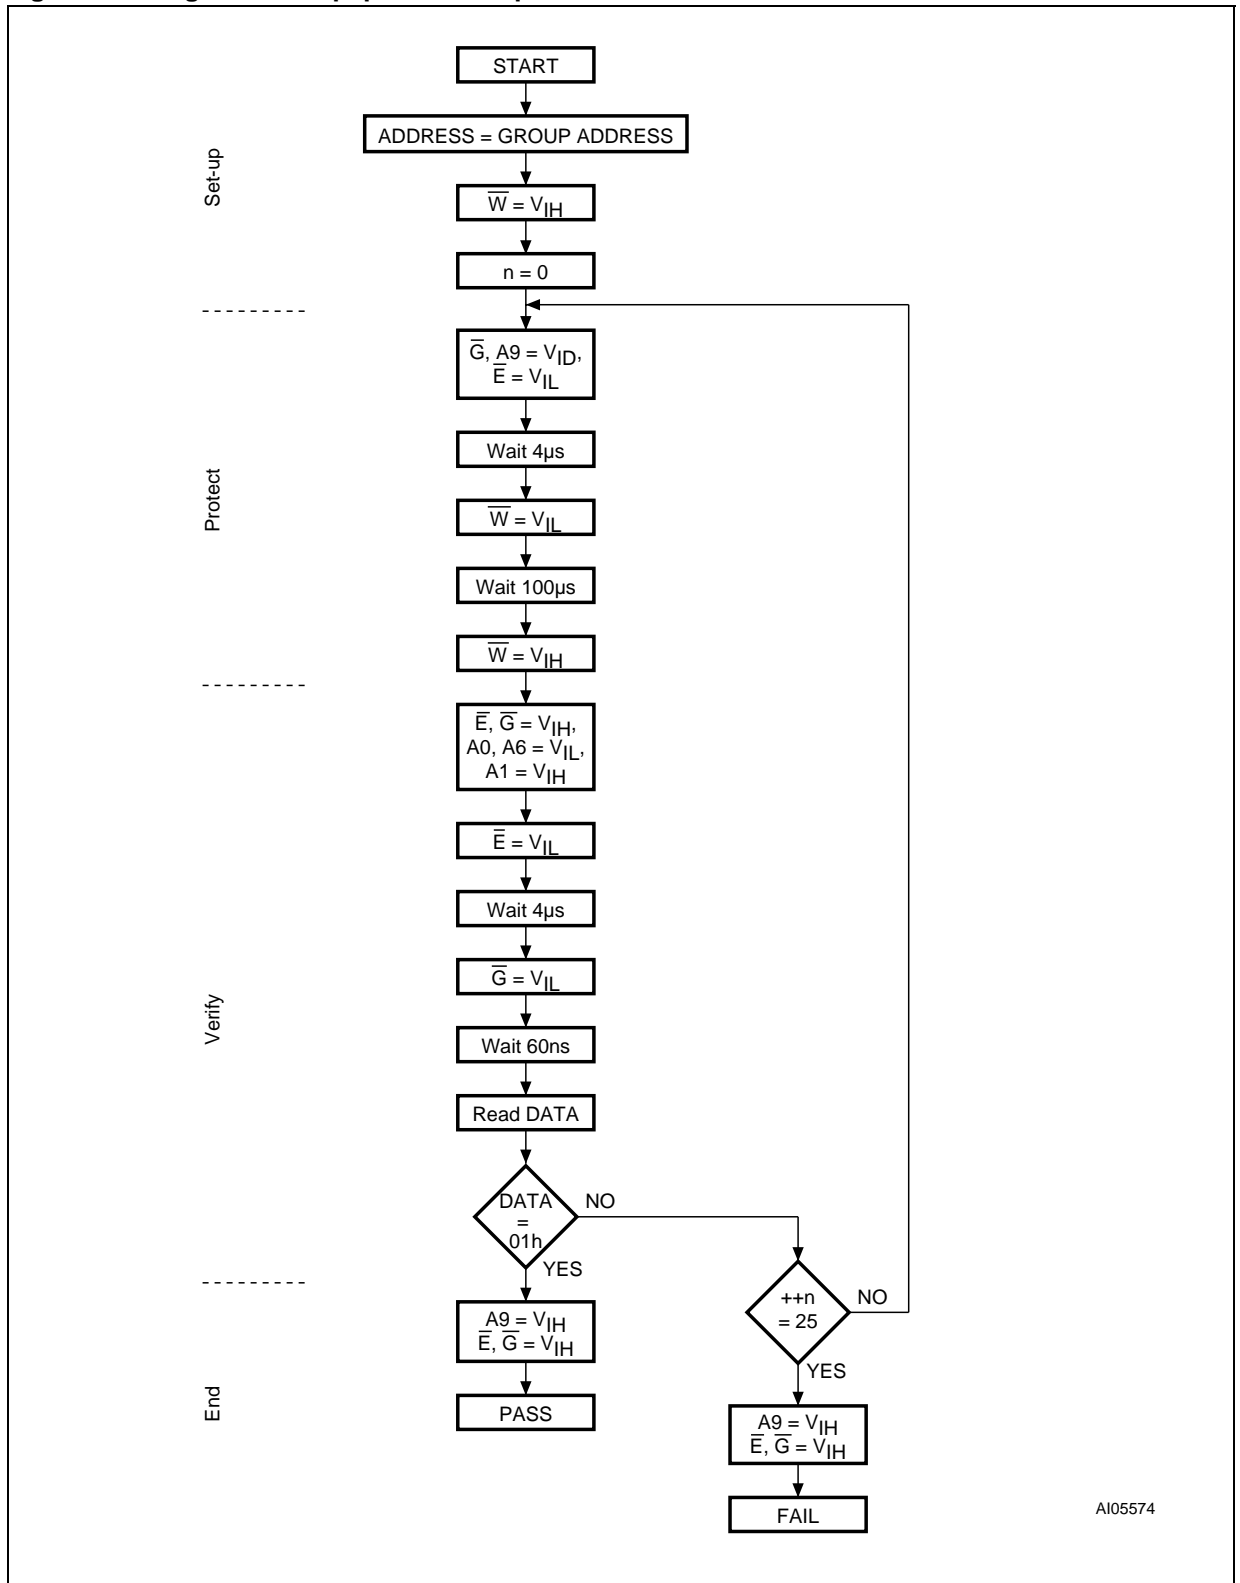 START
ADDRESS = GROUP ADDRESS
Set-up
W̅ = VIH
n = 0
G̅, A9 = VID,
E̅ = VIL
Wait 4µs
Protect
W̅ = VIL
Wait 100µs
W̅ = VIH
E̅, G̅ = VIH,
A0, A6 = VIL,
A1 = VIH
E̅ = VIL
Wait 4µs
G̅ = VIL
Verify
Wait 60ns
Read DATA
DATA
=
01h
NO
YES
++n
= 25
NO
YES
A9 = VIH
E̅, G̅ = VIH
End
PASS
A9 = VIH
E̅, G̅ = VIH
FAIL
AI05574